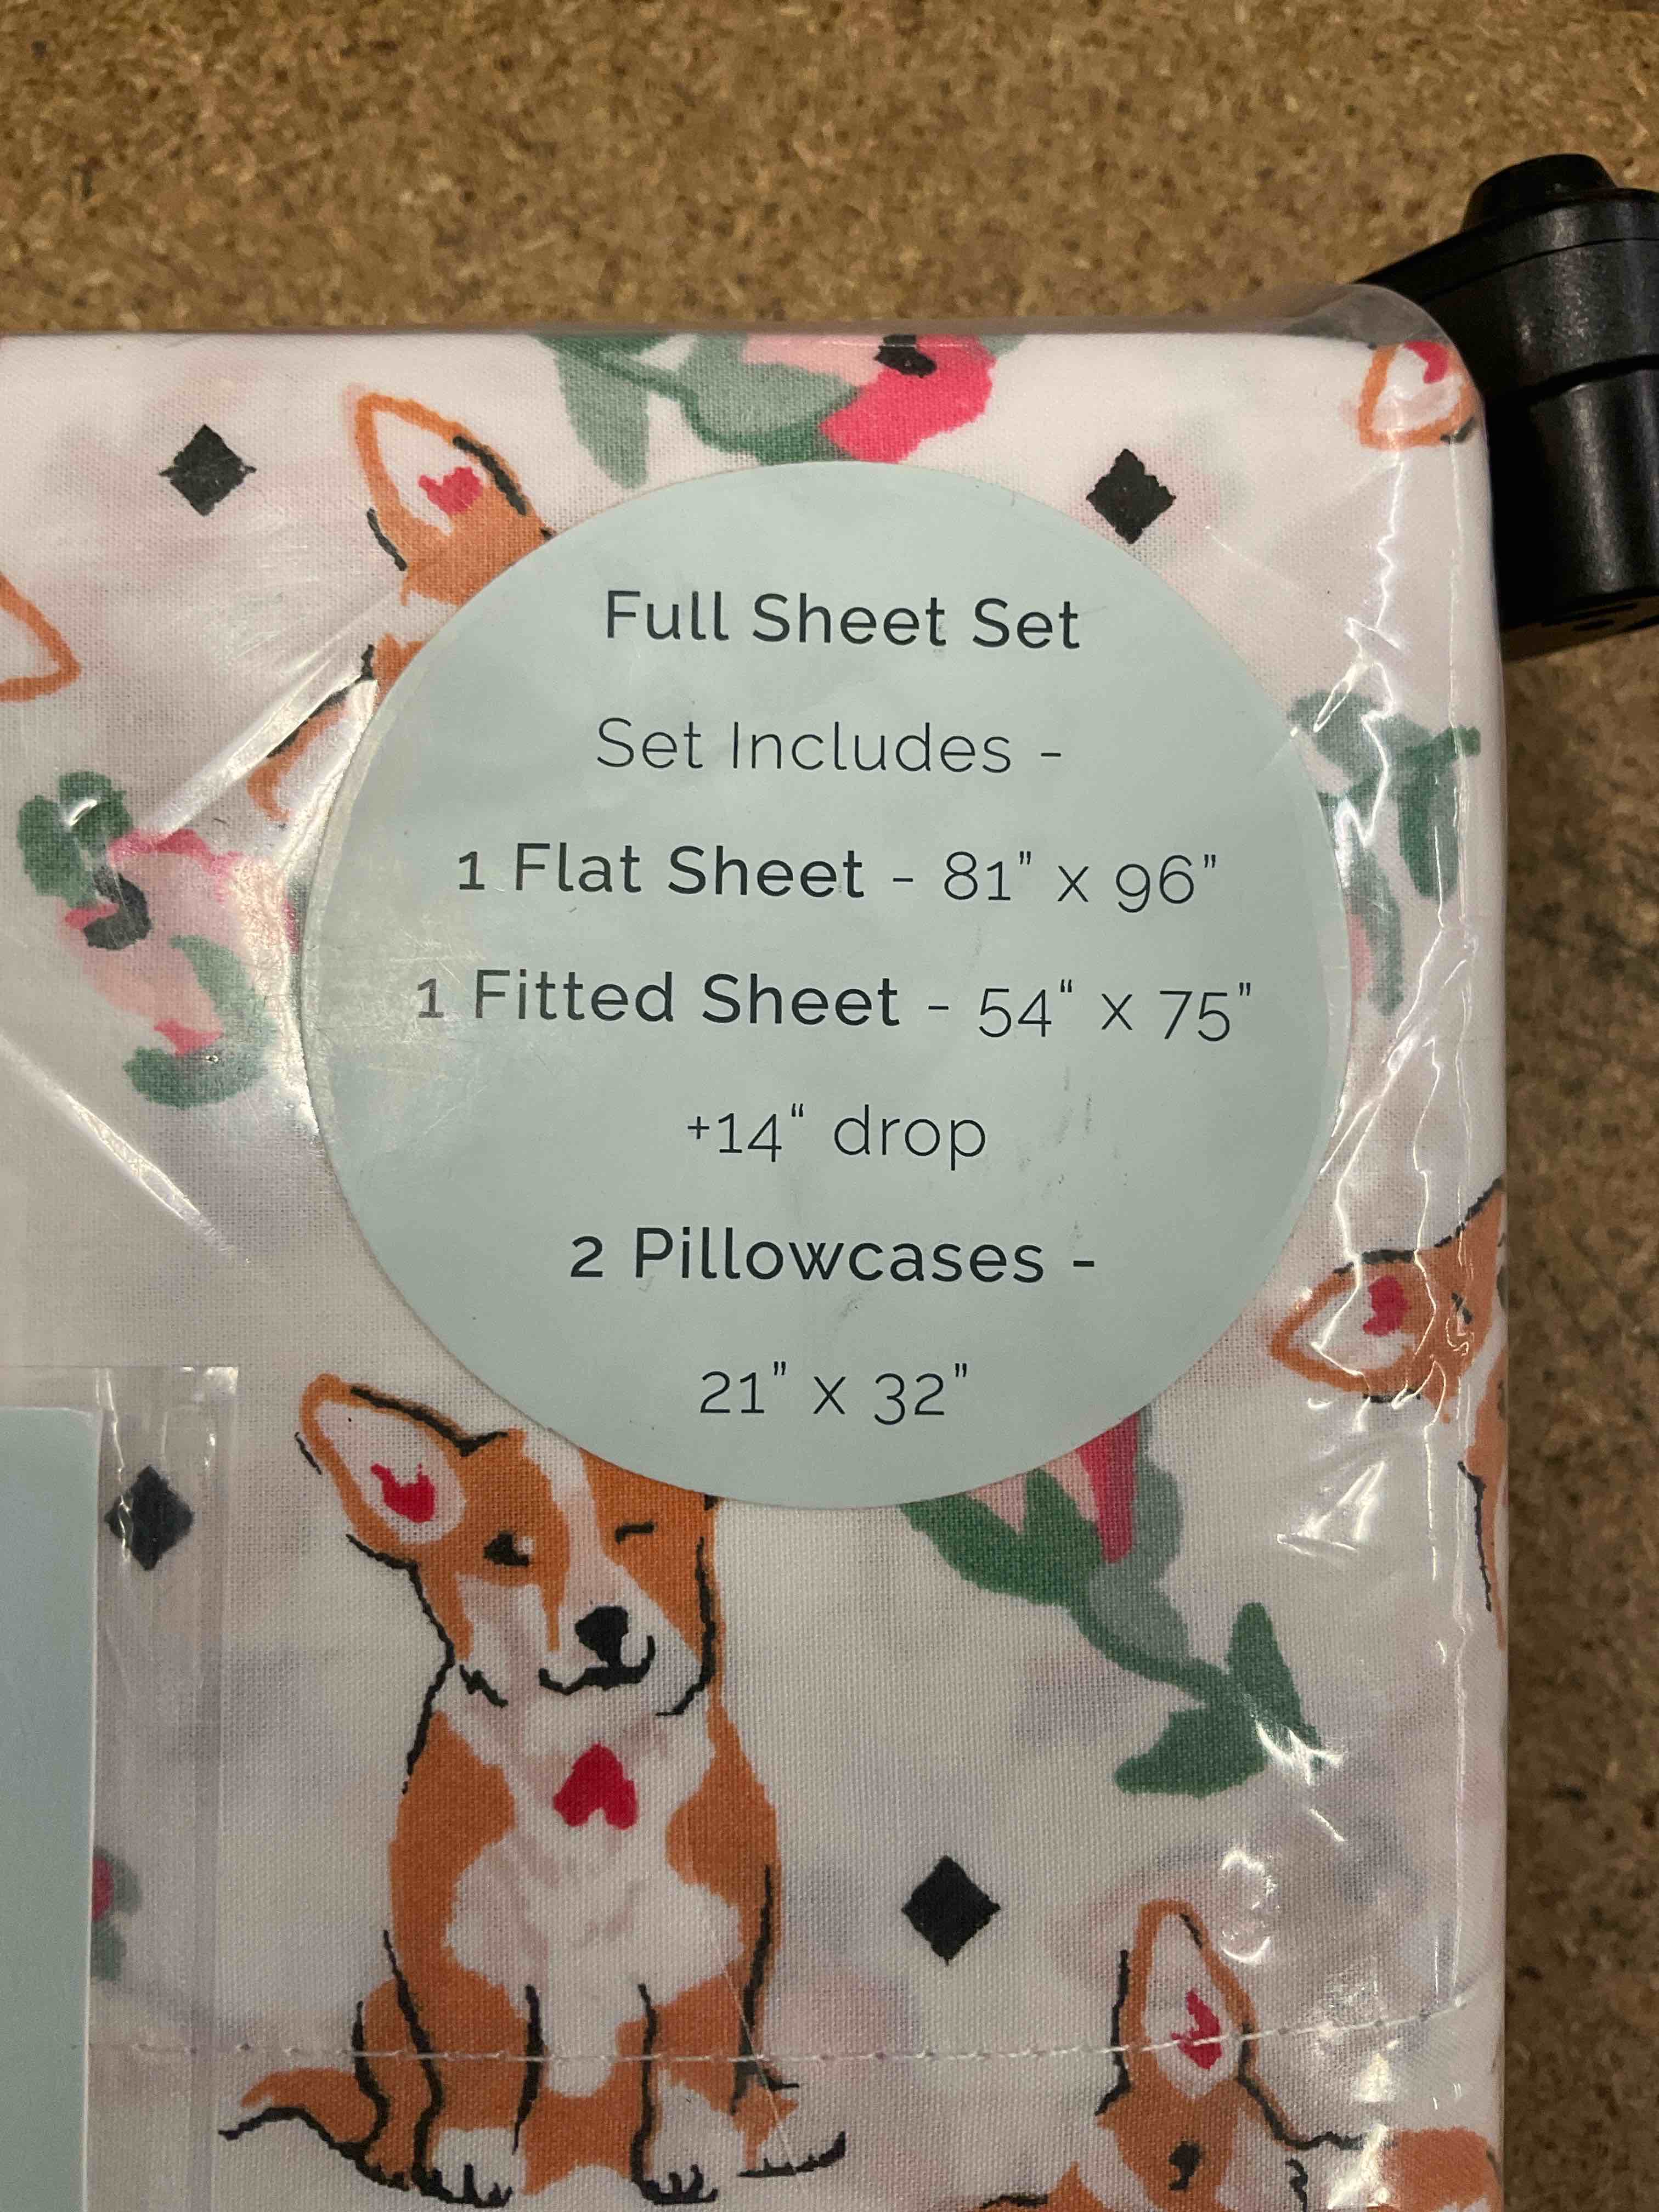 Full Sheet Set
Set Includes -
1 Flat Sheet - 81" x 96"
1 Fitted Sheet - 54" x 75"
+14" drop
2 Pillowcases -
21" x 32"